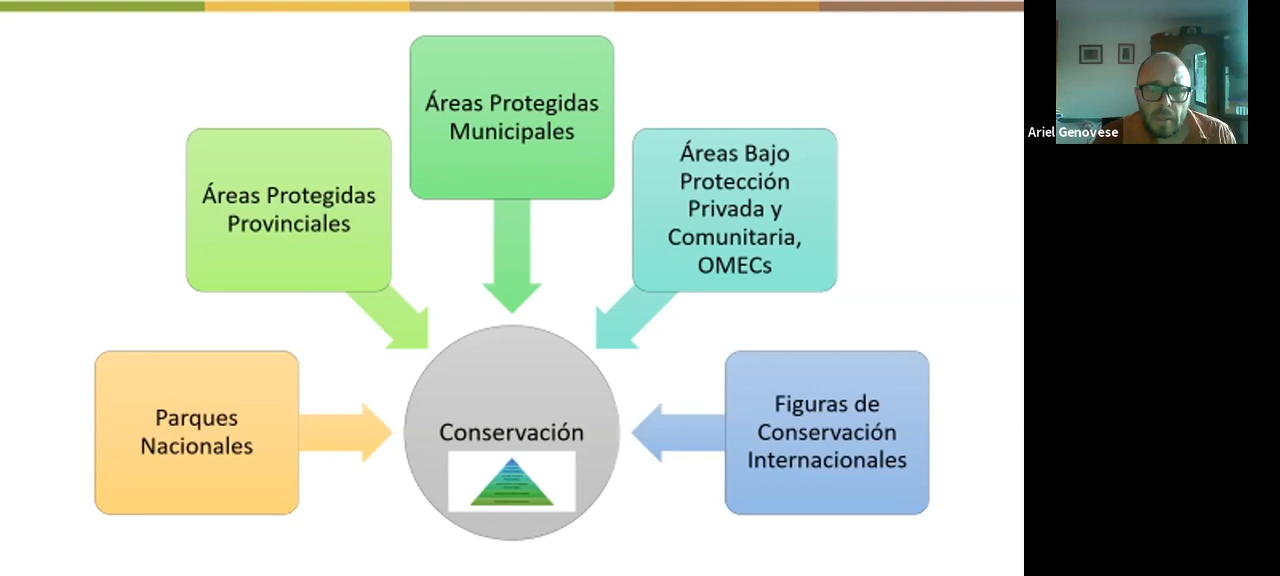 Áreas Protegidas
Municipales
Áreas Protegidas
Provinciales
Áreas Bajo
Protección
Privada y
Comunitaria,
OMECs
Parques
Nacionales
Conservación
Figuras de
Conservación
Internacionales
Ariel Genovese